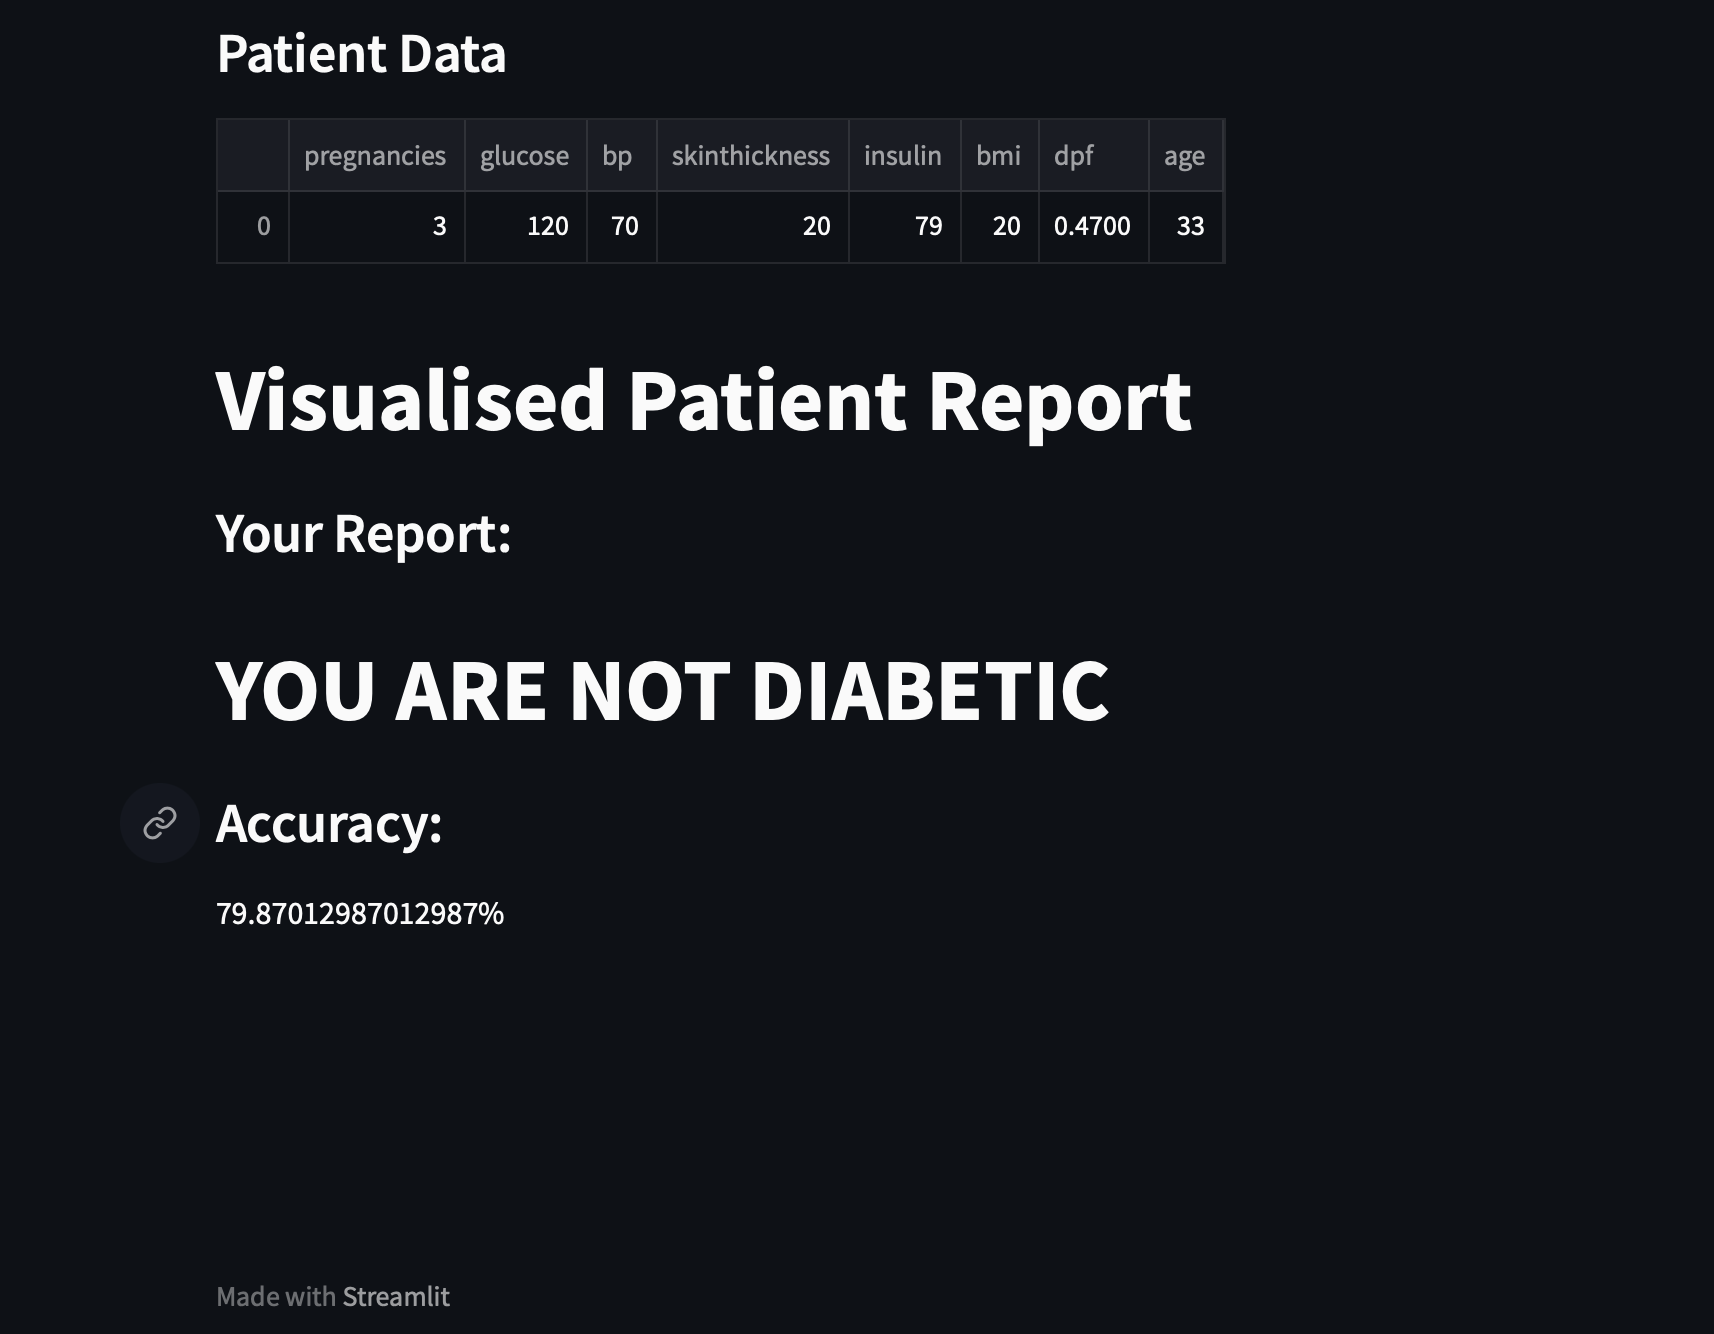 Patient Data
pregnancies glucose bp skinthickness insulin bmi dpf age
0 3 120 70 20 79 20 0.4700 33
Visualised Patient Report
Your Report:
YOU ARE NOT DIABETIC
Accuracy:
79.87012987012987%
Made with Streamlit